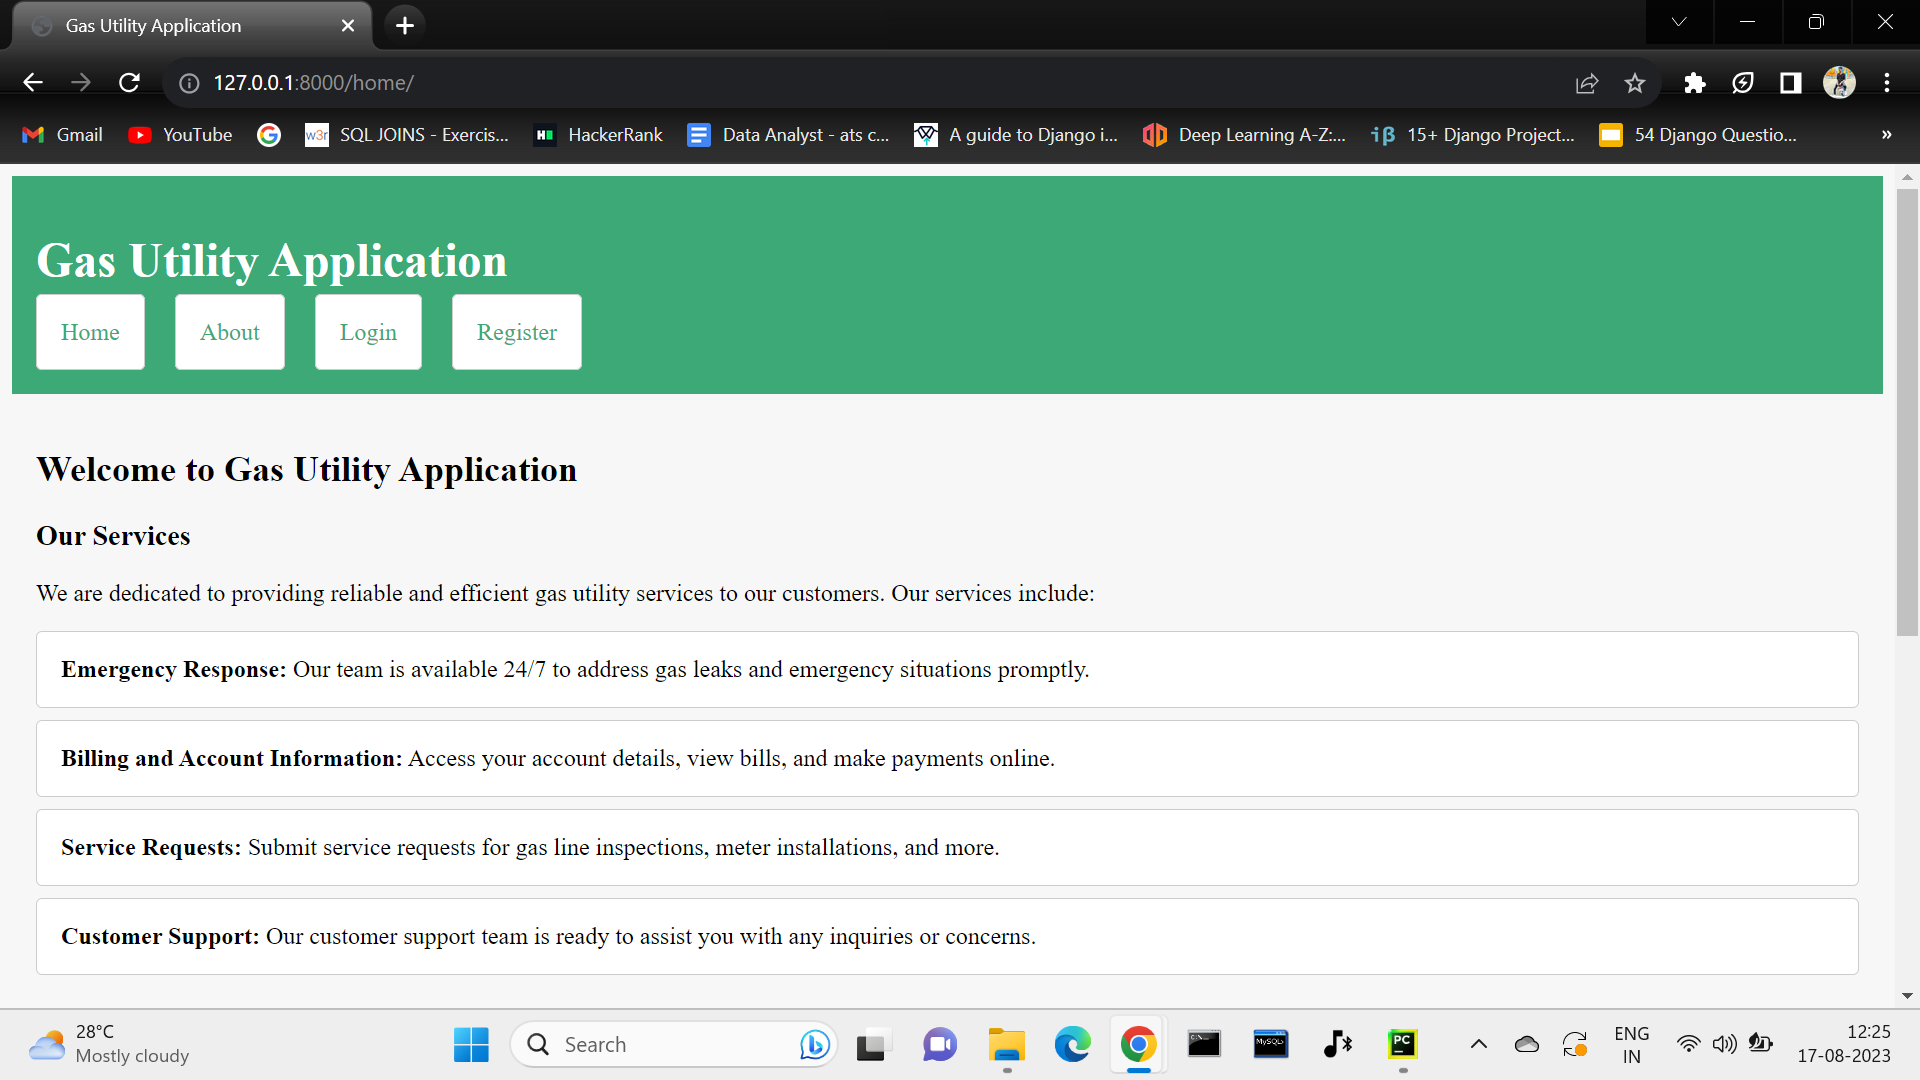 Gas Utility Application
127.0.0.1:8000/home/
Gmail YouTube w3r SQL JOINS - Exercis... HackerRank Data Analyst - ats c... A guide to Django i... Deep Learning A-Z:... 15+ Django Project... 54 Django Questio... »
Gas Utility Application
Home About Login Register
Welcome to Gas Utility Application
Our Services
We are dedicated to providing reliable and efficient gas utility services to our customers. Our services include:
Emergency Response: Our team is available 24/7 to address gas leaks and emergency situations promptly.
Billing and Account Information: Access your account details, view bills, and make payments online.
Service Requests: Submit service requests for gas line inspections, meter installations, and more.
Customer Support: Our customer support team is ready to assist you with any inquiries or concerns.
28°C
Mostly cloudy
Search
MySQL
PC
ENG
IN
12:25
17-08-2023